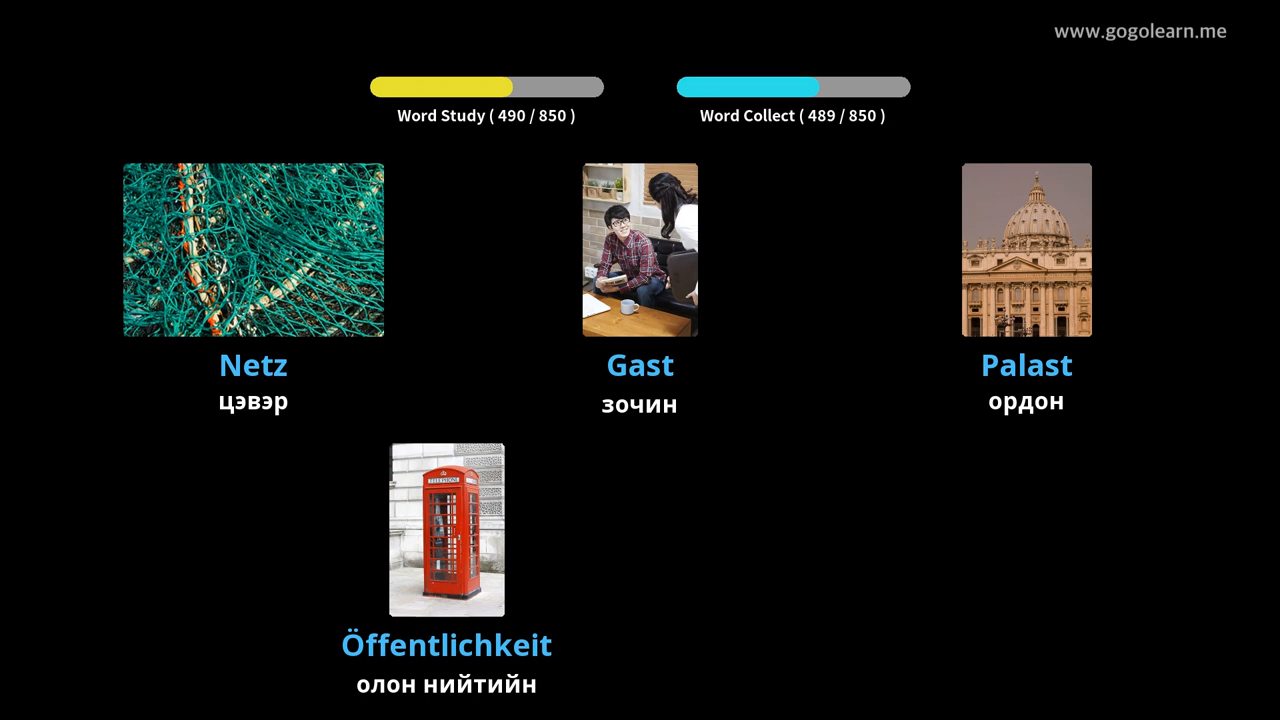 www.gogolearn.me
Word Study ( 490 / 850 )
Word Collect ( 489 / 850 )
Netz
цэвэр
Gast
зочин
Palast
ордон
TELEPHONE
Öffentlichkeit
олон нийтийн